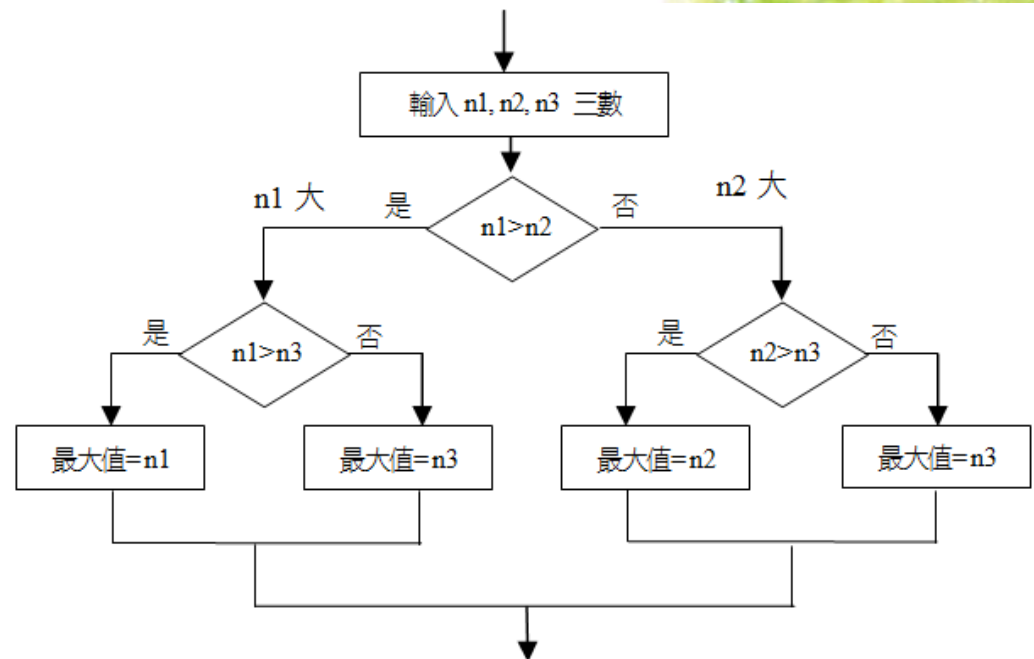 輸入 n1, n2, n3 三數
n1 大
是
n1>n2
否
n2 大
是
n1>n3
否
是
n2>n3
否
最大值=n1
最大值=n3
最大值=n2
最大值=n3